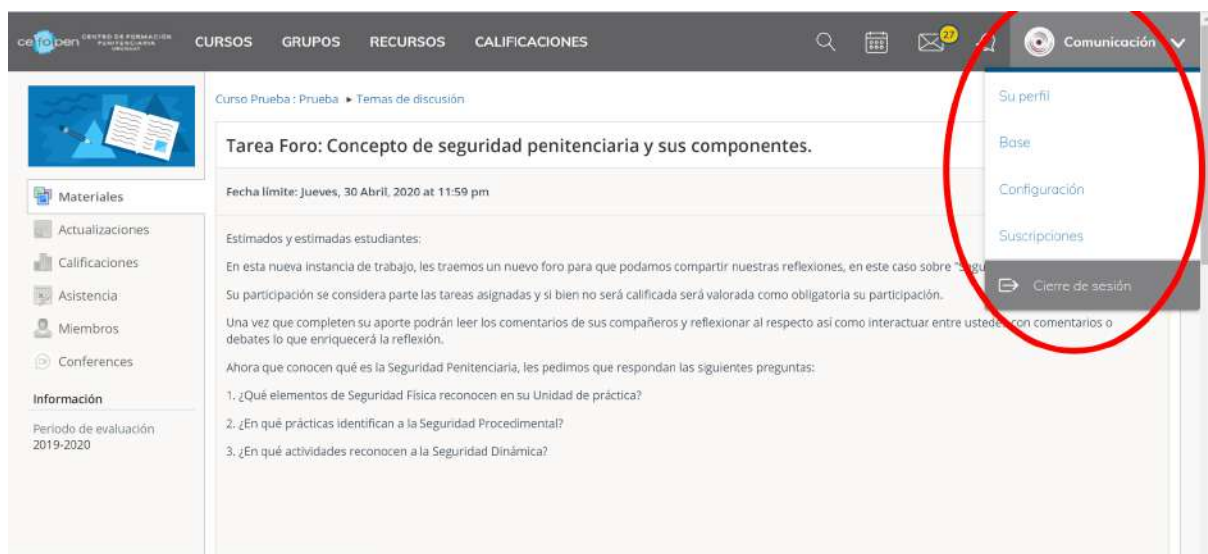 cefopen CENTRO DE FORMACIÓN
PENITENCIARIA
URUGUAY
CURSOS GRUPOS RECURSOS CALIFICACIONES
27
Comunicación
Su perfil
Base
Configuración
Suscripciones
Cierre de sesión
Materiales
Actualizaciones
Calificaciones
Asistencia
Miembros
Conferences
Información
Periodo de evaluación
2019-2020
Curso Prueba : Prueba ▸ Temas de discusión
Tarea Foro: Concepto de seguridad penitenciaria y sus componentes.
Fecha límite: Jueves, 30 Abril, 2020 at 11:59 pm
Estimados y estimadas estudiantes:
En esta nueva instancia de trabajo, les traemos un nuevo foro para que podamos compartir nuestras reflexiones, en este caso sobre
Su participación se considera parte las tareas asignadas y si bien no será calificada será valorada como obligatoria su participación.
Una vez que completen su aporte podrán leer los comentarios de sus compañeros y reflexionar al respecto así como interactuar entre ustedes con comentarios o
debates lo que enriquecerá la reflexión.
Ahora que conocen qué es la Seguridad Penitenciaria, les pedimos que respondan las siguientes preguntas:
1. ¿Qué elementos de Seguridad Física reconocen en su Unidad de práctica?
2. ¿En qué prácticas identifican a la Seguridad Procedimental?
3. ¿En qué actividades reconocen a la Seguridad Dinámica?